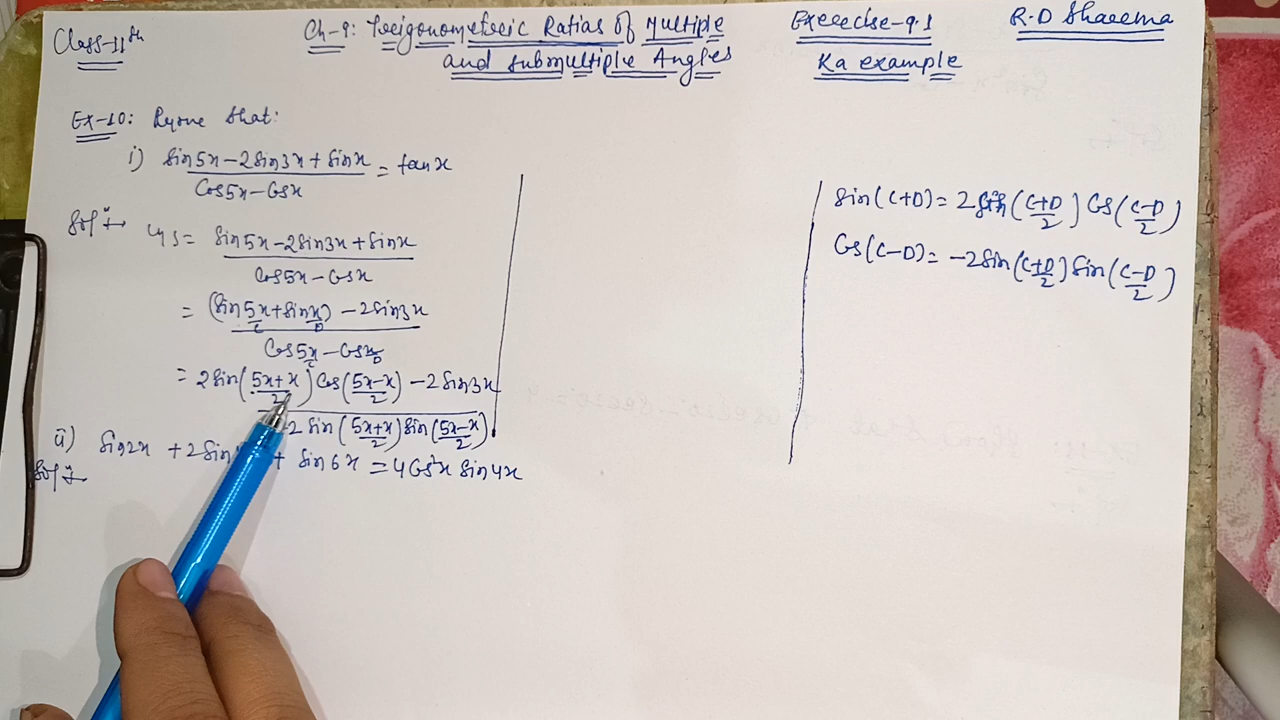 Class-11th
Ch-9: Trigonometric Ratios of Multiple and submultiple Angles
Exercise-9.1 Ka example
R.D Sharma
Ex-10: Prove that:
i) sin5x-2sin3x+sinx / cos5x-cosx = tanx
Sol^n:- LHS = sin5x-2sin3x+sinx / cos5x-cosx
= (sin5x+sinx) -2sin3x / cos5x-cosx
= 2sin(5x+x/2)cos(5x-x/2) -2sin3x / -2sin(5x+x/2)sin(5x-x/2)
ii) sin2x + 2sin + sin6x = 4cos²x sin4x
Sol^n:-
sin(C+D) = 2sin(C+D/2) cos(C-D/2)
cos(C-D) = -2sin(C+D/2) sin(C-D/2)